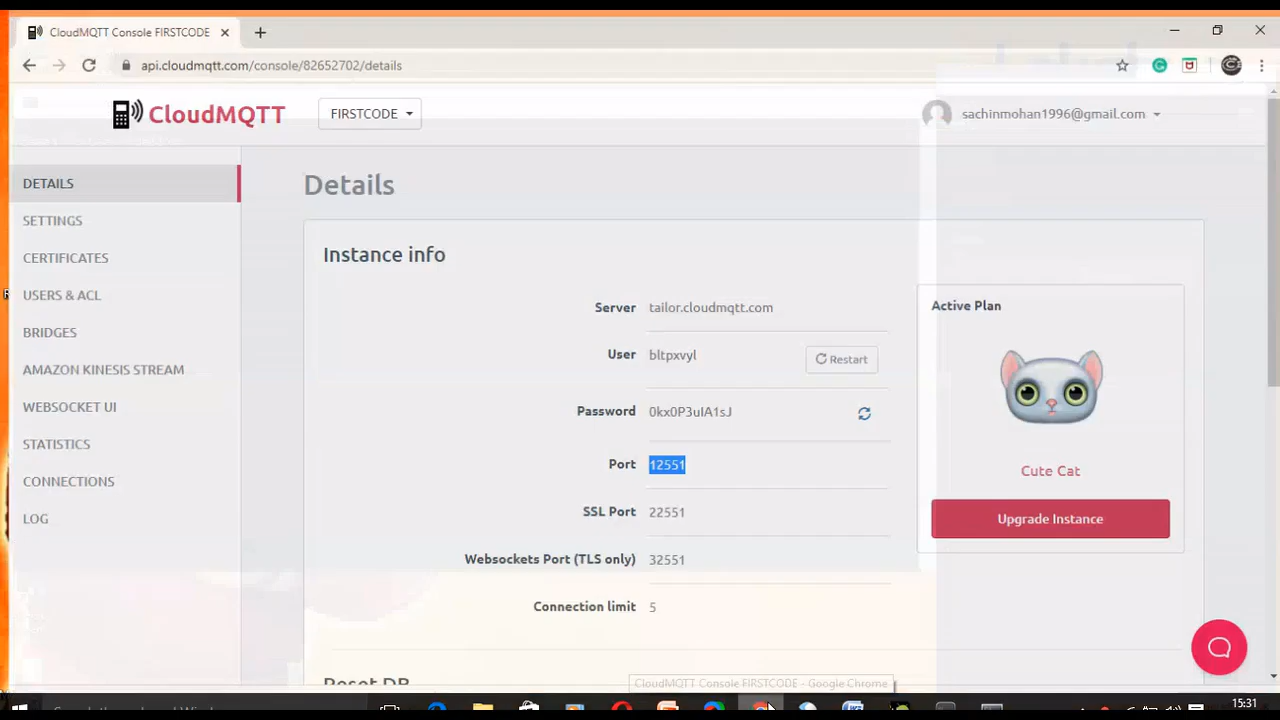 CloudMQTT Console FIRSTCODE
api.cloudmqtt.com/console/82652702/details
CloudMQTT
FIRSTCODE
sachinmohan1996@gmail.com
DETAILS
SETTINGS
CERTIFICATES
USERS & ACL
BRIDGES
AMAZON KINESIS STREAM
WEBSOCKET UI
STATISTICS
CONNECTIONS
LOG
Details
Instance info
Server tailor.cloudmqtt.com
User bltpxvyl Restart
Password 0kx0P3uIA1sJ
Port 12551
SSL Port 22551
Websockets Port (TLS only) 32551
Connection limit 5
Active Plan
Cute Cat
Upgrade Instance
Reset DB
CloudMQTT Console FIRSTCODE - Google Chrome
15:31